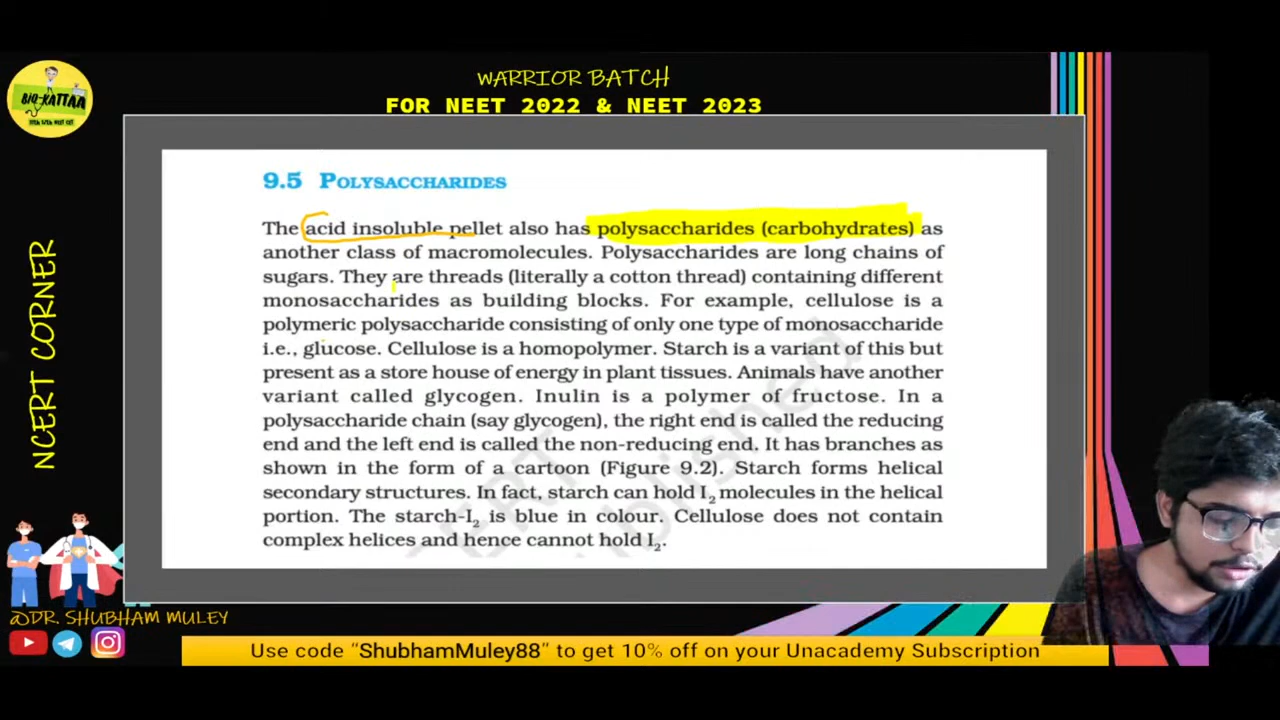 WARRIOR BATCH
FOR NEET 2022 & NEET 2023
BIO-KATTAA
NCERT CORNER
9.5 POLYSACCHARIDES
The acid insoluble pellet also has polysaccharides (carbohydrates) as
another class of macromolecules. Polysaccharides are long chains of
sugars. They are threads (literally a cotton thread) containing different
monosaccharides as building blocks. For example, cellulose is a
polymeric polysaccharide consisting of only one type of monosaccharide
i.e., glucose. Cellulose is a homopolymer. Starch is a variant of this but
present as a store house of energy in plant tissues. Animals have another
variant called glycogen. Inulin is a polymer of fructose. In a
polysaccharide chain (say glycogen), the right end is called the reducing
end and the left end is called the non-reducing end. It has branches as
shown in the form of a cartoon (Figure 9.2). Starch forms helical
secondary structures. In fact, starch can hold I2 molecules in the helical
portion. The starch-I2 is blue in colour. Cellulose does not contain
complex helices and hence cannot hold I2.
@DR. SHUBHAM MULEY
Use code "ShubhamMuley88" to get 10% off on your Unacademy Subscription